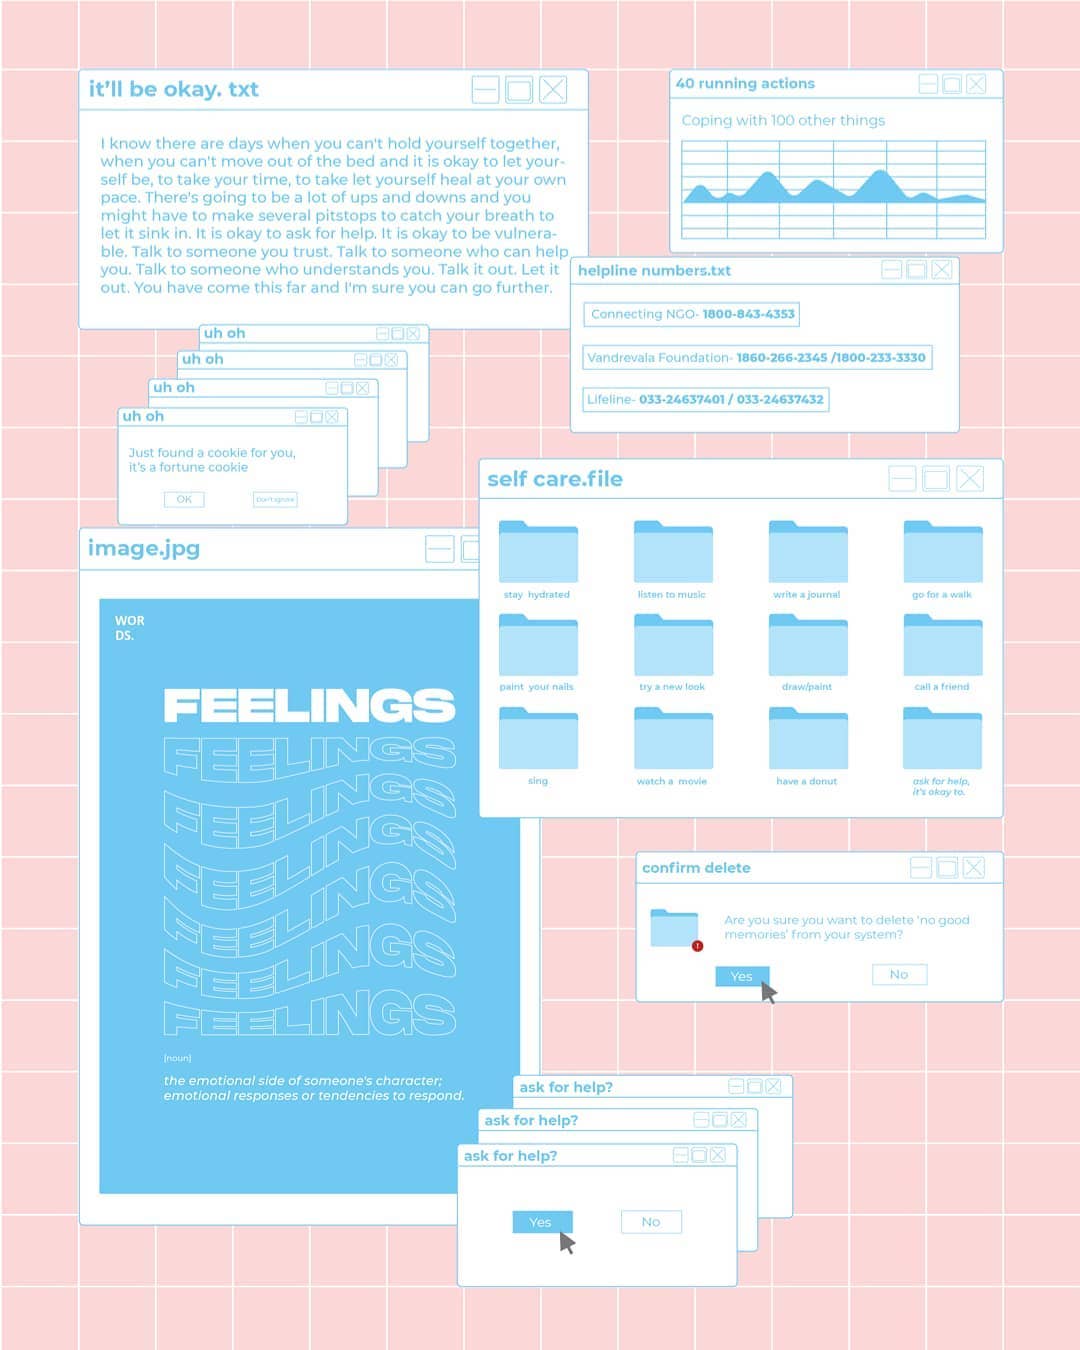 it'll be okay. txt
I know there are days when you can't hold yourself together,
when you can't move out of the bed and it is okay to let your-
self be, to take your time, to take let yourself heal at your own
pace. There's going to be a lot of ups and downs and you
might have to make several pitstops to catch your breath to
let it sink in. It is okay to ask for help. It is okay to be vulnera-
ble. Talk to someone you trust. Talk to someone who can help
you. Talk to someone who understands you. Talk it out. Let it
out. You have come this far and I'm sure you can go further.
40 running actions
Coping with 100 other things
helpline numbers.txt
Connecting NGO- 1800-843-4353
Vandrevala Foundation- 1860-266-2345 /1800-233-3330
Lifeline- 033-24637401 / 033-24637432
uh oh
uh oh
uh oh
uh oh
Just found a cookie for you,
it's a fortune cookie
OK
Don't ignore
self care.file
stay hydrated
listen to music
write a journal
go for a walk
paint your nails
try a new look
draw/paint
call a friend
sing
watch a movie
have a donut
ask for help,
it's okay to.
image.jpg
WOR
DS.
FEELINGS
FEELINGS
FEELINGS
FEELINGS
FEELINGS
FEELINGS
FEELINGS
FEELINGS
[noun]
the emotional side of someone's character;
emotional responses or tendencies to respond.
confirm delete
Are you sure you want to delete 'no good
memories' from your system?
!
Yes
No
ask for help?
ask for help?
ask for help?
Yes
No